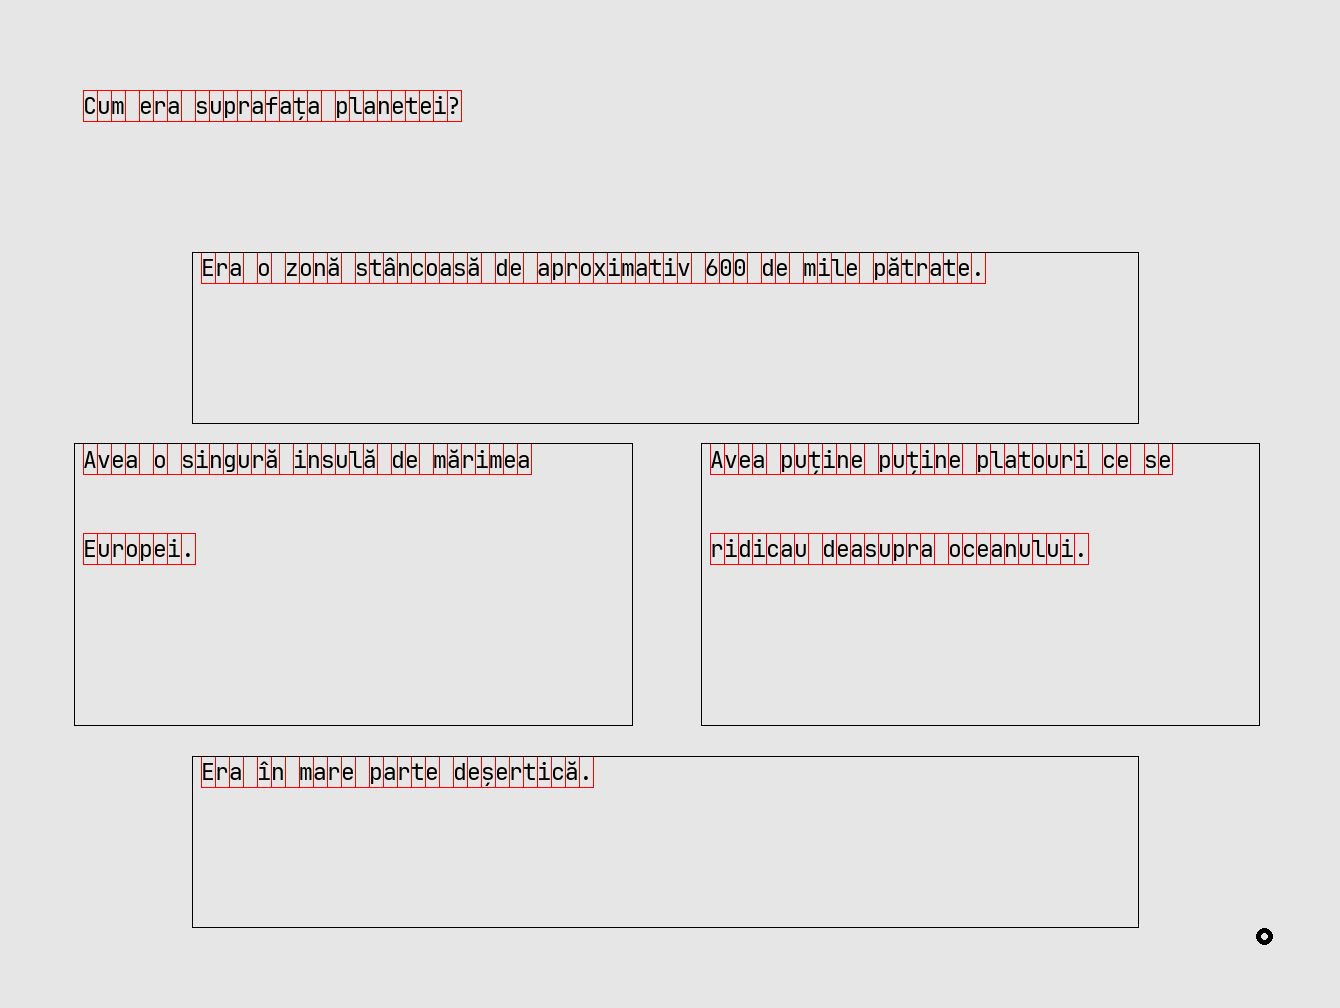 Cum era suprafața planetei?
Era o zonă stâncoasă de aproximativ 600 de mile pătrate.
Avea o singură insulă de mărimea
Europei.
Avea puține puține platouri ce se
ridicau deasupra oceanului.
Era în mare parte deșertică.